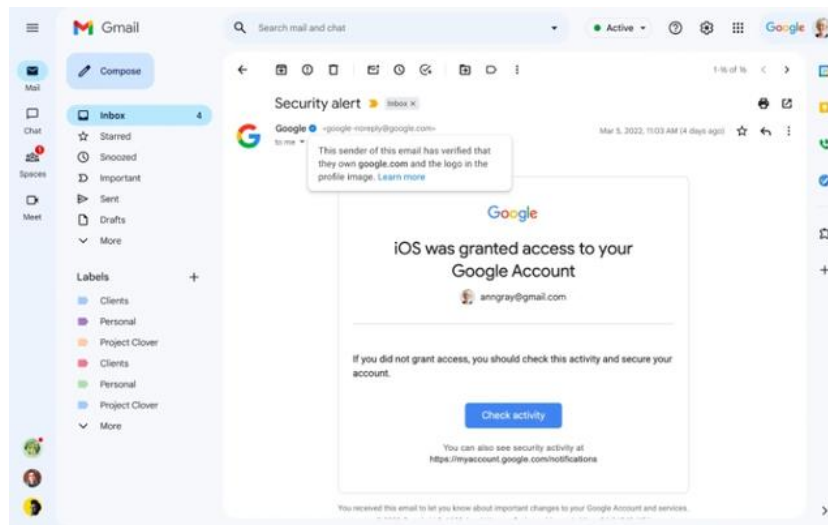 Gmail
Search mail and chat
Active
Google
Mail
Chat
Spaces
Meet
Compose
Inbox 4
Starred
Snoozed
Important
Sent
Drafts
More
Labels +
Clients
Personal
Project Clover
Clients
Personal
Project Clover
More
1-16 of 16
Security alert Inbox ×
Google <google-noreply@google.com>
Mar 5, 2022, 11:03 AM (4 days ago)
to me
This sender of this email has verified that
they own google.com and the logo in the
profile image. Learn more
Google
iOS was granted access to your
Google Account
anngray@gmail.com
If you did not grant access, you should check this activity and secure your
account.
Check activity
You can also see security activity at
https://myaccount.google.com/notifications
You received this email to let you know about important changes to your Google Account and services.